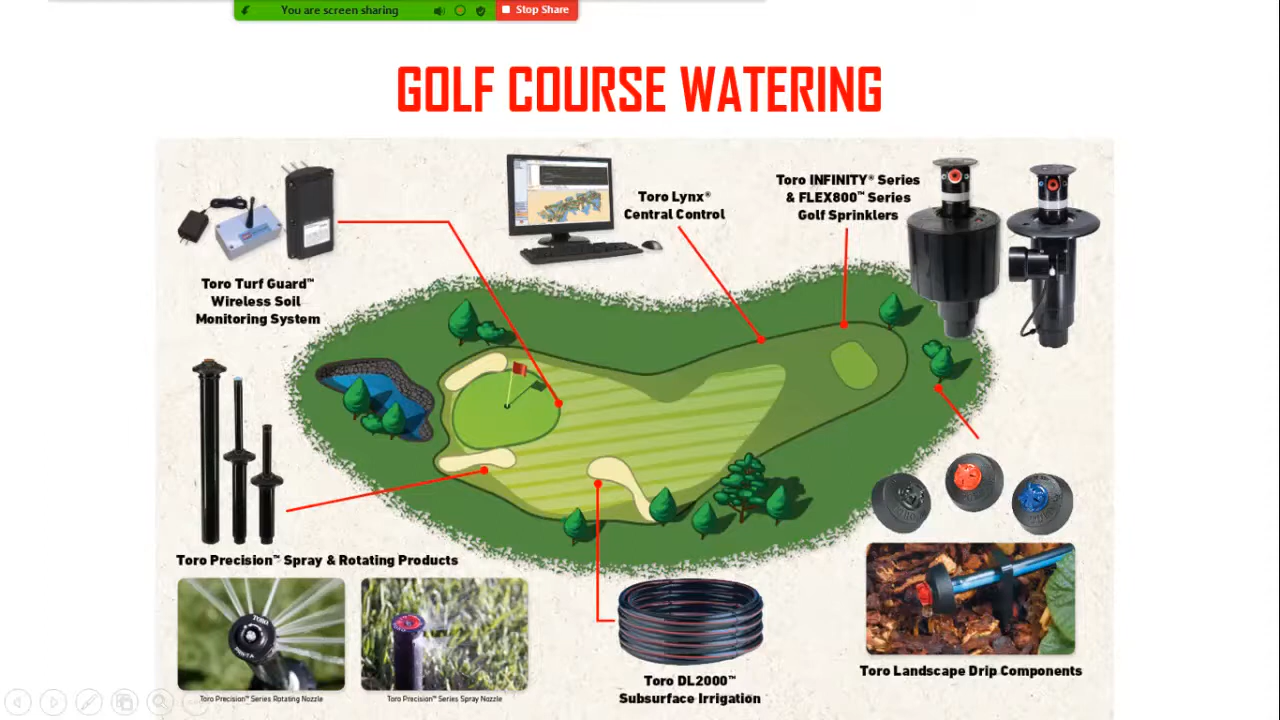 You are screen sharing
Stop Share
GOLF COURSE WATERING
Toro Lynx®
Central Control
Toro INFINITY® Series
& FLEX800™ Series
Golf Sprinklers
Toro Turf Guard™
Wireless Soil
Monitoring System
Toro Precision™ Spray & Rotating Products
Toro Precision™ Series Rotating Nozzle
Toro Precision™ Series Spray Nozzle
Toro DL2000™
Subsurface Irrigation
Toro Landscape Drip Components